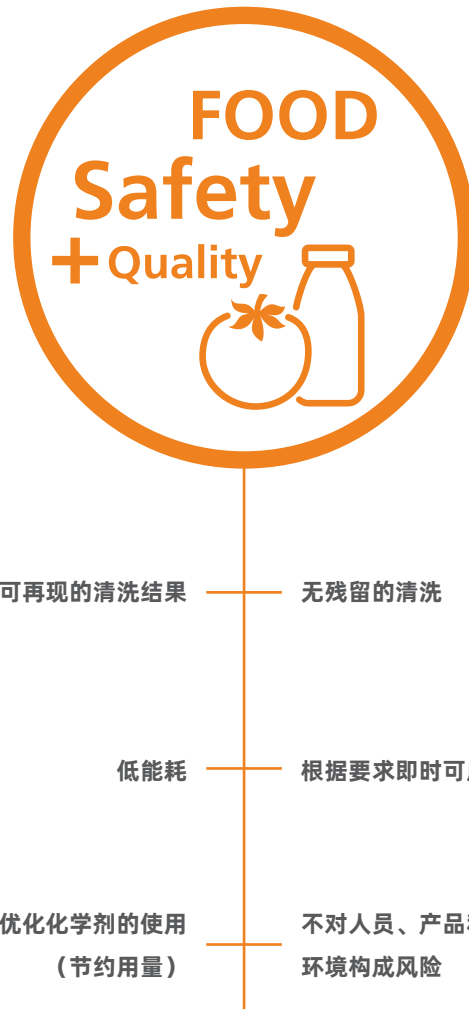 FOOD
Safety
+ Quality
可再现的清洗结果
无残留的清洗
低能耗
根据要求即时可
优化化学剂的使用
（节约用量）
不对人员、产品
环境构成风险